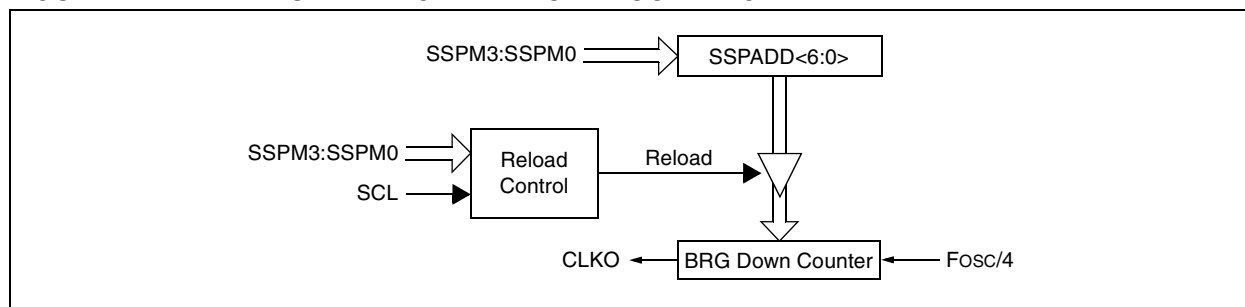 SSPM3:SSPM0
SSPADD<6:0>
SSPM3:SSPM0
SCL
Reload
Control
Reload
CLKO
BRG Down Counter
FOSC/4